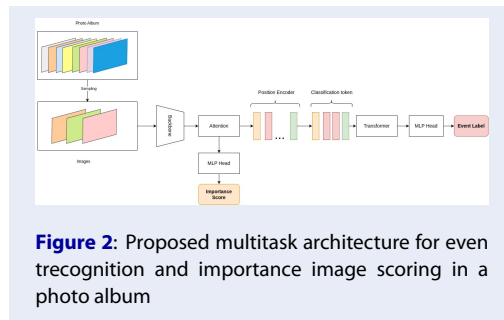 Photo Album
Sampling
Images
Backbone
Attention
MLP Head
Importance
Score
Position Encoder
Classification token
...
Transformer
MLP Head
Event Label
Figure 2: Proposed multitask architecture for even
trecognition and importance image scoring in a
photo album